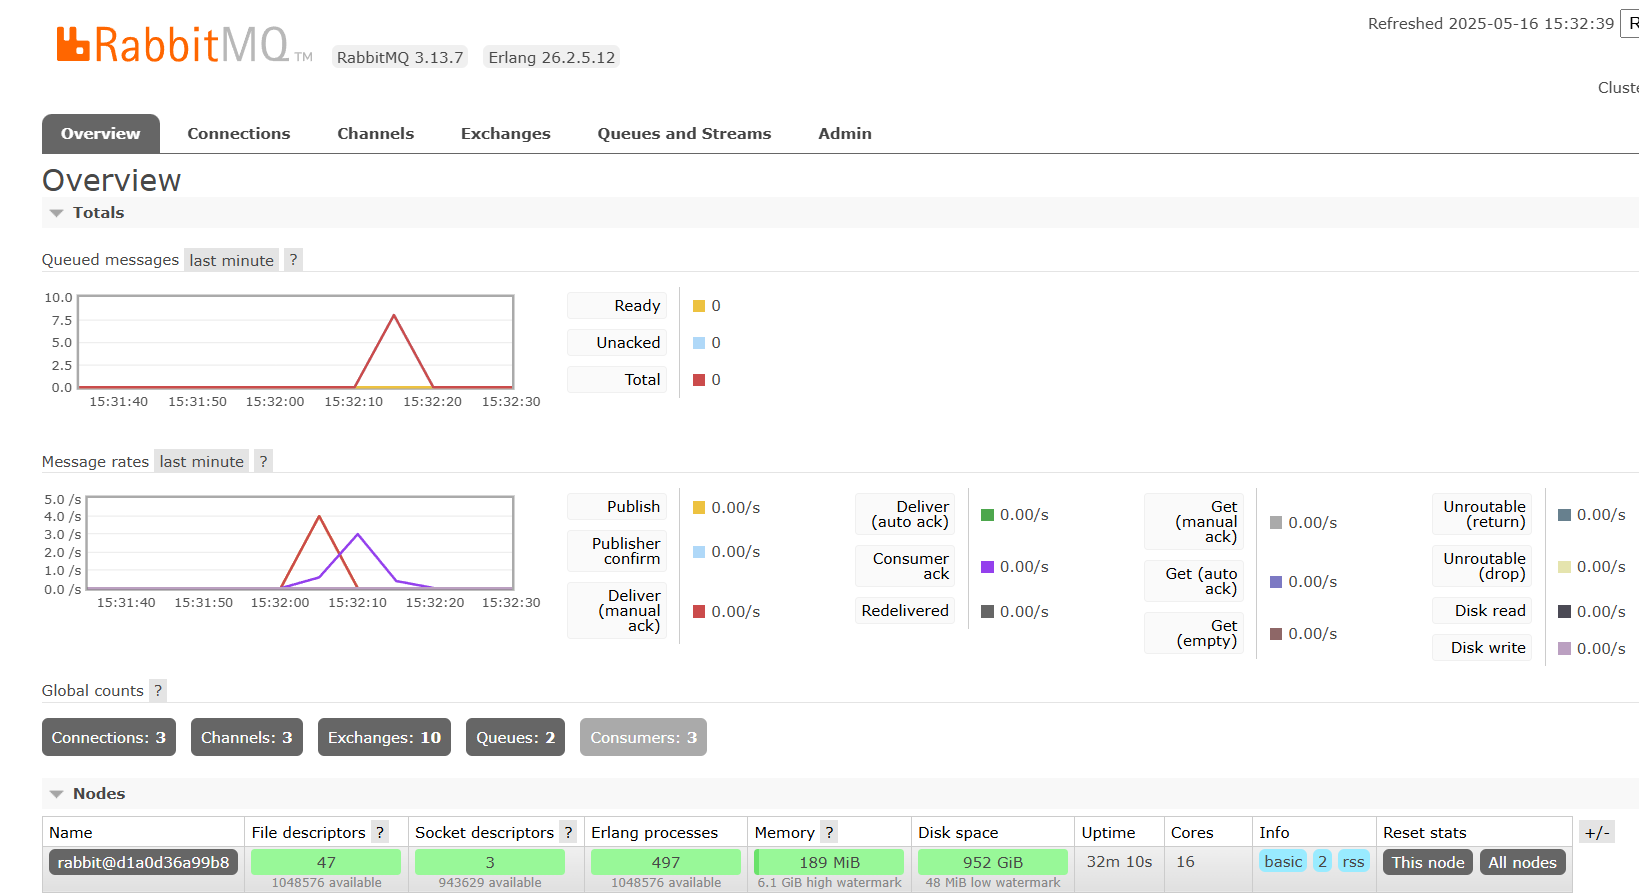 Refreshed 2025-05-16 15:32:39 R
RabbitMQ TM RabbitMQ 3.13.7 Erlang 26.2.5.12
Cluste
Overview Connections Channels Exchanges Queues and Streams Admin
Overview
Totals
Queued messages last minute ?
10.0
7.5
5.0
2.5
0.0
15:31:40 15:31:50 15:32:00 15:32:10 15:32:20 15:32:30
Ready 0
Unacked 0
Total 0
Message rates last minute ?
5.0 /s
4.0 /s
3.0 /s
2.0 /s
1.0 /s
0.0 /s
15:31:40 15:31:50 15:32:00 15:32:10 15:32:20 15:32:30
Publish 0.00/s
Publisher
confirm 0.00/s
Deliver
(manual 0.00/s
ack)
Deliver
(auto ack) 0.00/s
Consumer
ack 0.00/s
Redelivered 0.00/s
Get
(manual 0.00/s
ack)
Get (auto
ack) 0.00/s
Get
(empty) 0.00/s
Unroutable
(return) 0.00/s
Unroutable
(drop) 0.00/s
Disk read 0.00/s
Disk write 0.00/s
Global counts ?
Connections: 3 Channels: 3 Exchanges: 10 Queues: 2 Consumers: 3
Nodes
Name File descriptors ? Socket descriptors ? Erlang processes Memory ? Disk space Uptime Cores Info Reset stats +/-
rabbit@d1a0d36a99b8 47 3 497 189 MiB 952 GiB 32m 10s 16 basic 2 rss This node All nodes
1048576 available 943629 available 1048576 available 6.1 GiB high watermark 48 MiB low watermark